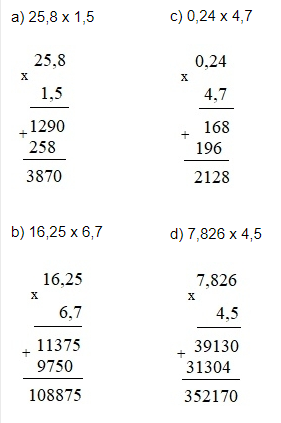 a) 25,8 x 1,5
25,8
x
1,5
+ 1290
258
3870
c) 0,24 x 4,7
0,24
x
4,7
+ 168
196
2128
b) 16,25 x 6,7
16,25
x
6,7
+ 11375
9750
108875
d) 7,826 x 4,5
7,826
x
4,5
+ 39130
31304
352170